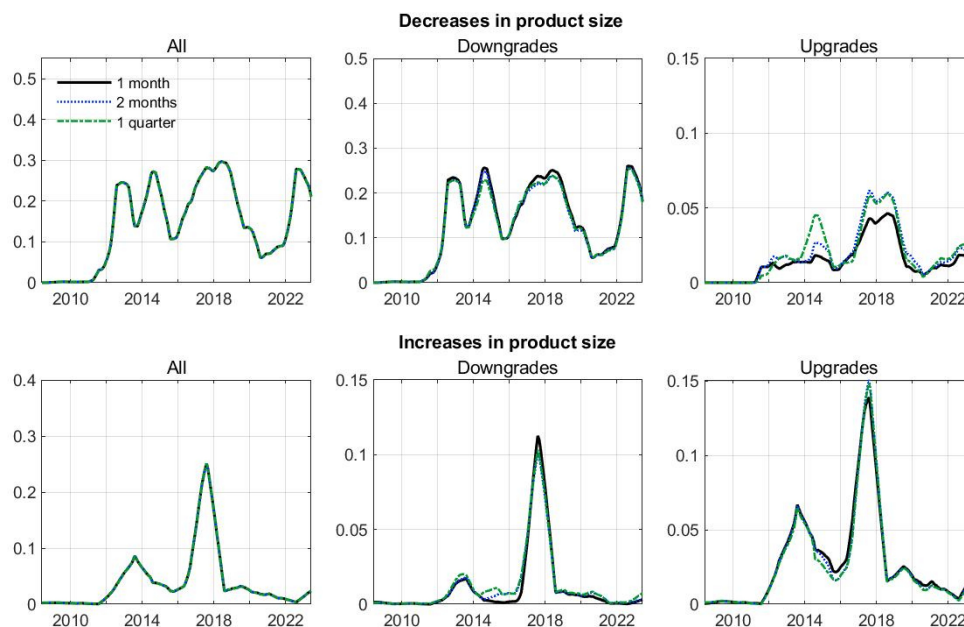 Decreases in product size
All
Downgrades
Upgrades
0.5
0.4
0.3
0.2
0.1
0
1 month
2 months
1 quarter
2010 2014 2018 2022
0.5
0.4
0.3
0.2
0.1
0
2010 2014 2018 2022
0.15
0.1
0.05
0
2010 2014 2018 2022
Increases in product size
All
Downgrades
Upgrades
0.4
0.3
0.2
0.1
0
2010 2014 2018 2022
0.15
0.1
0.05
0
2010 2014 2018 2022
0.15
0.1
0.05
0
2010 2014 2018 2022